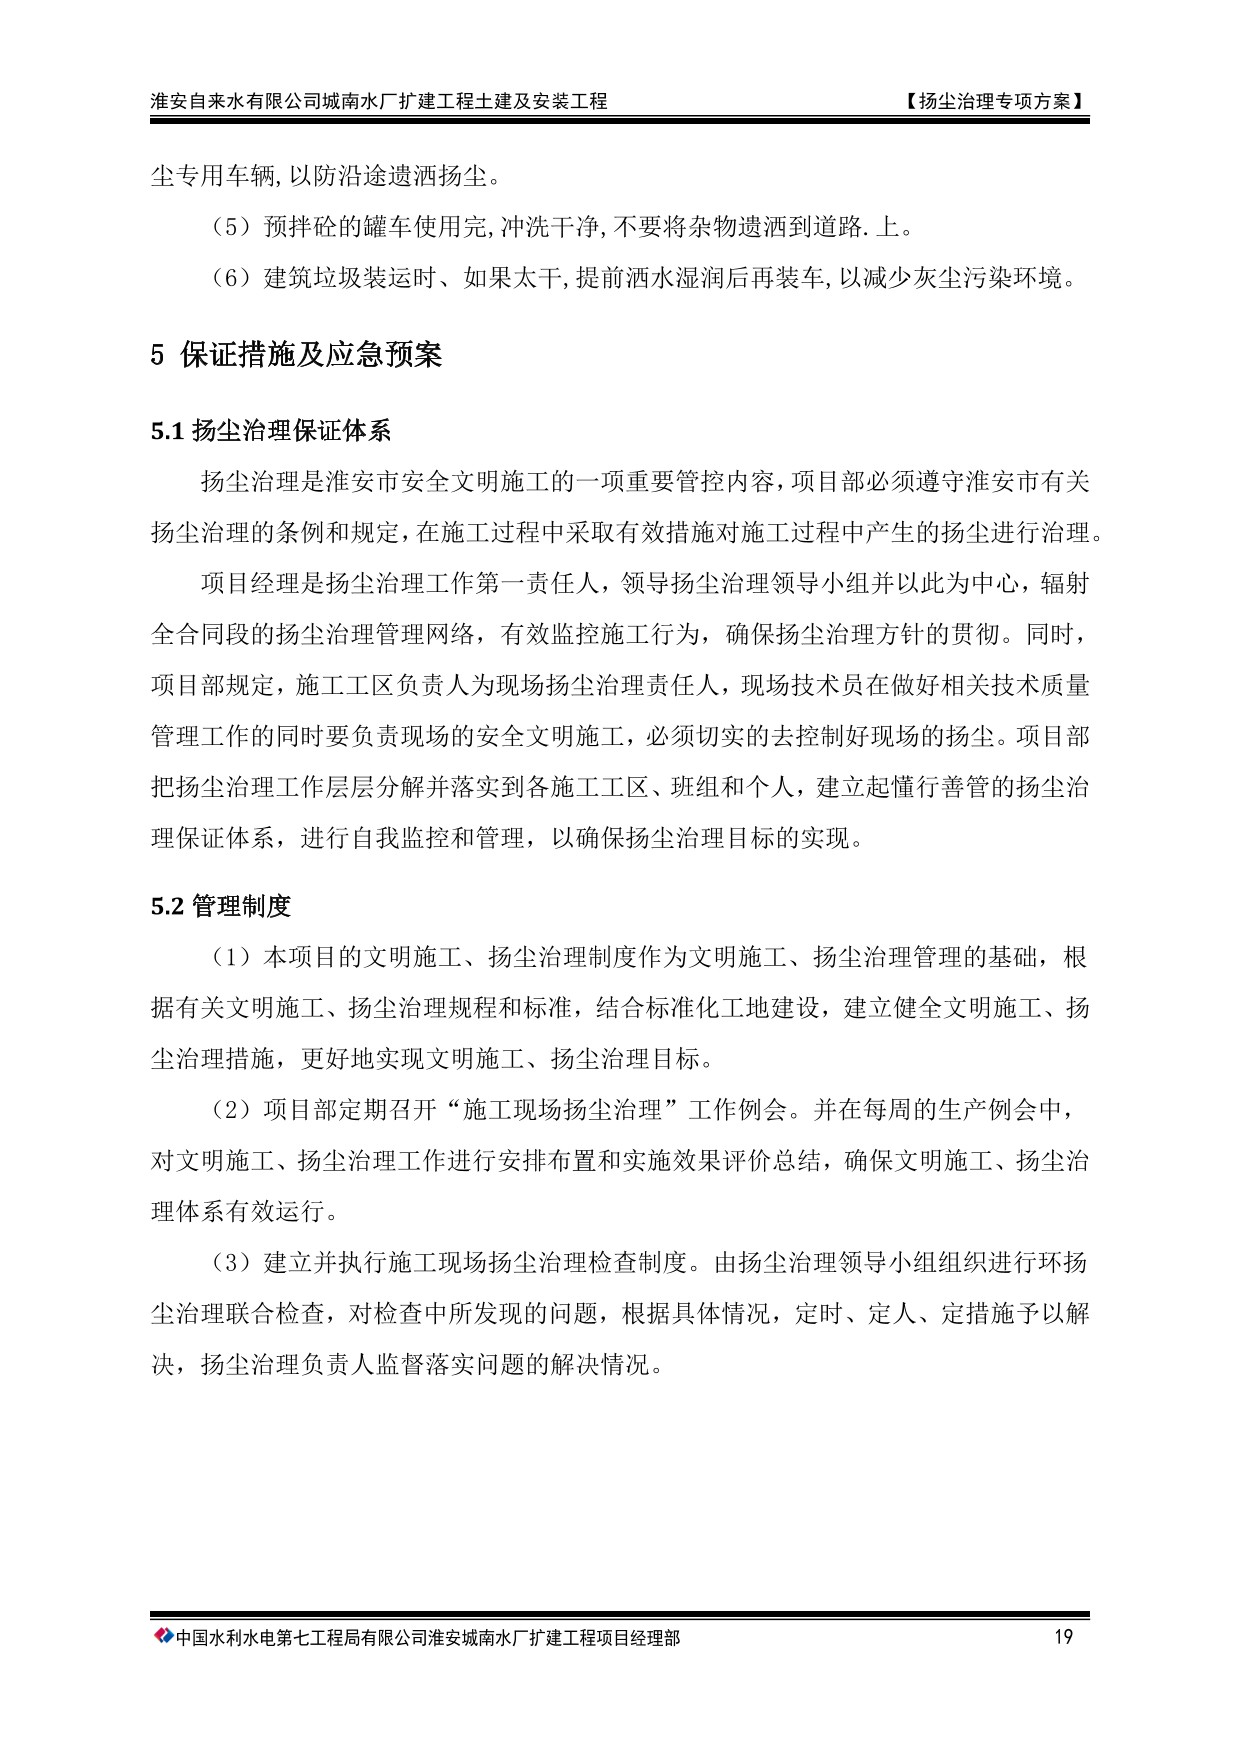 淮安自来水有限公司城南水厂扩建工程土建及安装工程 【扬尘治理专项方案】
尘专用车辆,以防沿途遗洒扬尘。
（5）预拌砼的罐车使用完,冲洗干净,不要将杂物遗洒到道路.上。
（6）建筑垃圾装运时、如果太干,提前洒水湿润后再装车,以减少灰尘污染环境。
5 保证措施及应急预案
5.1 扬尘治理保证体系
扬尘治理是淮安市安全文明施工的一项重要管控内容，项目部必须遵守淮安市有关
扬尘治理的条例和规定，在施工过程中采取有效措施对施工过程中产生的扬尘进行治理。
项目经理是扬尘治理工作第一责任人，领导扬尘治理领导小组并以此为中心，辐射
全合同段的扬尘治理管理网络，有效监控施工行为，确保扬尘治理方针的贯彻。同时，
项目部规定，施工工区负责人为现场扬尘治理责任人，现场技术员在做好相关技术质量
管理工作的同时要负责现场的安全文明施工，必须切实的去控制好现场的扬尘。项目部
把扬尘治理工作层层分解并落实到各施工工区、班组和个人，建立起懂行善管的扬尘治
理保证体系，进行自我监控和管理，以确保扬尘治理目标的实现。
5.2 管理制度
（1）本项目的文明施工、扬尘治理制度作为文明施工、扬尘治理管理的基础，根
据有关文明施工、扬尘治理规程和标准，结合标准化工地建设，建立健全文明施工、扬
尘治理措施，更好地实现文明施工、扬尘治理目标。
（2）项目部定期召开“施工现场扬尘治理”工作例会。并在每周的生产例会中，
对文明施工、扬尘治理工作进行安排布置和实施效果评价总结，确保文明施工、扬尘治
理体系有效运行。
（3）建立并执行施工现场扬尘治理检查制度。由扬尘治理领导小组组织进行环扬
尘治理联合检查，对检查中所发现的问题，根据具体情况，定时、定人、定措施予以解
决，扬尘治理负责人监督落实问题的解决情况。
中国水利水电第七工程局有限公司淮安城南水厂扩建工程项目经理部 19